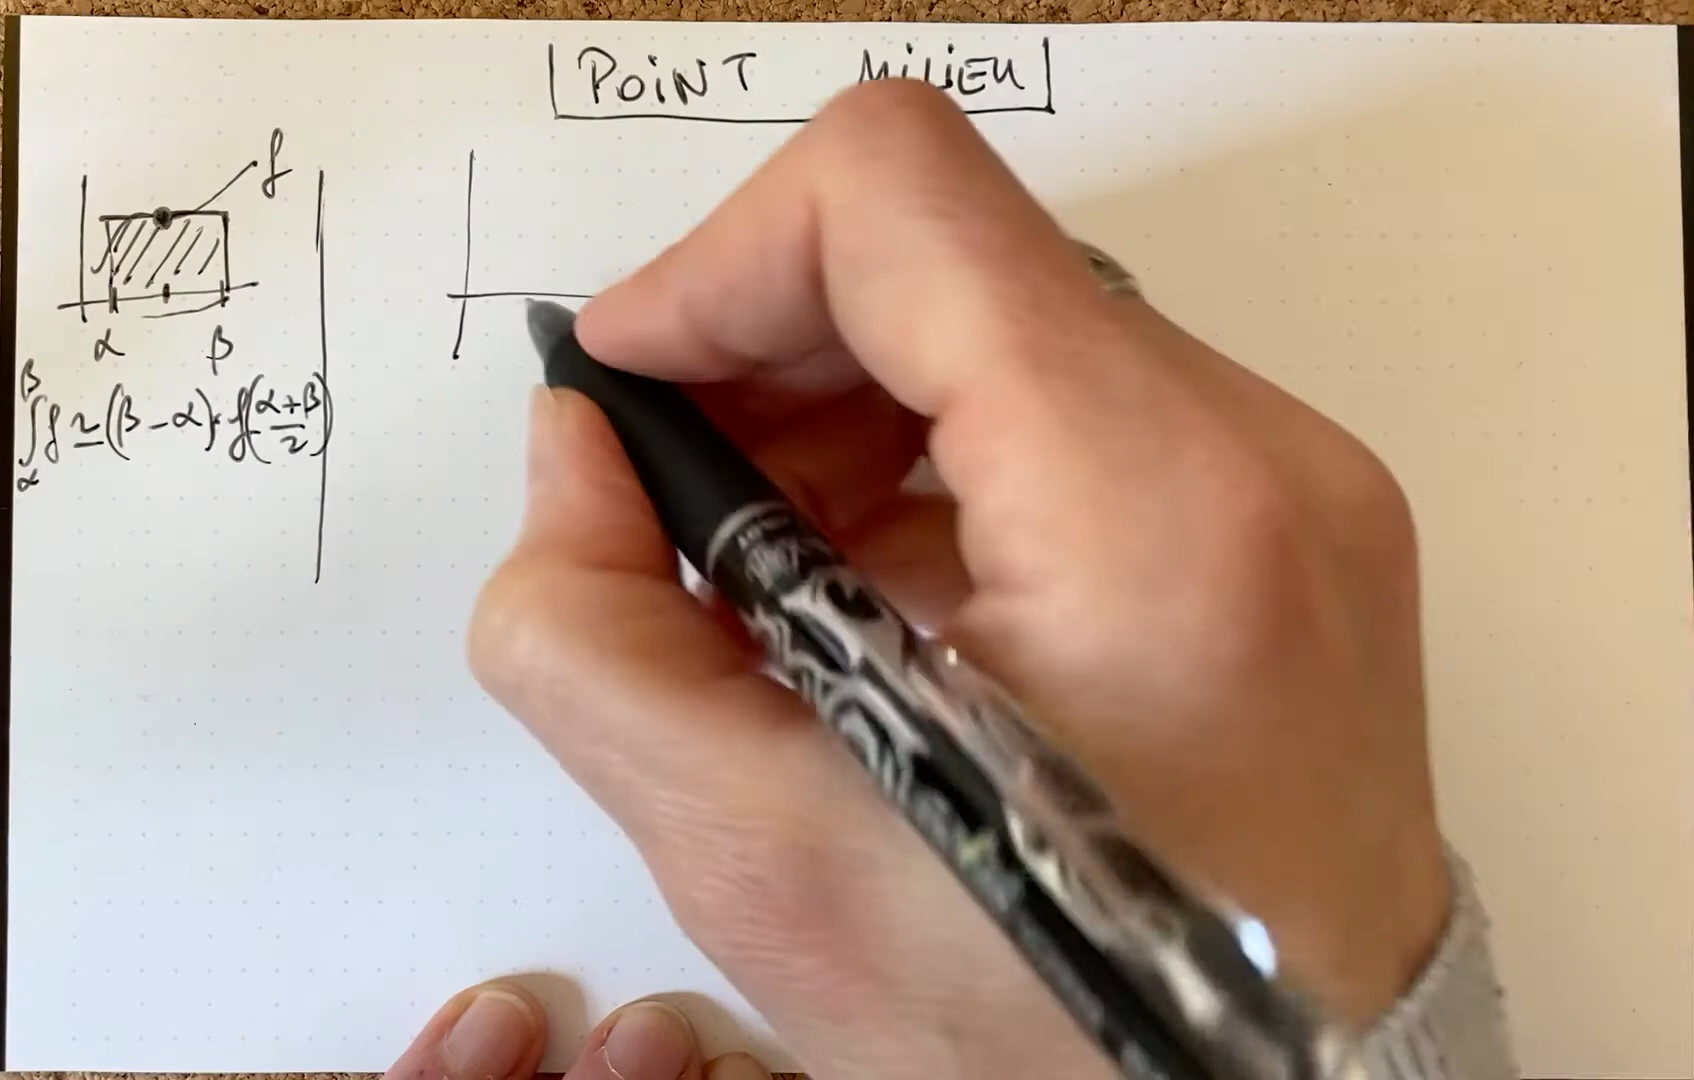 POINT MILIEU
f
α β
∫_α^β f ≃ (β-α)·f((α+β)/2)